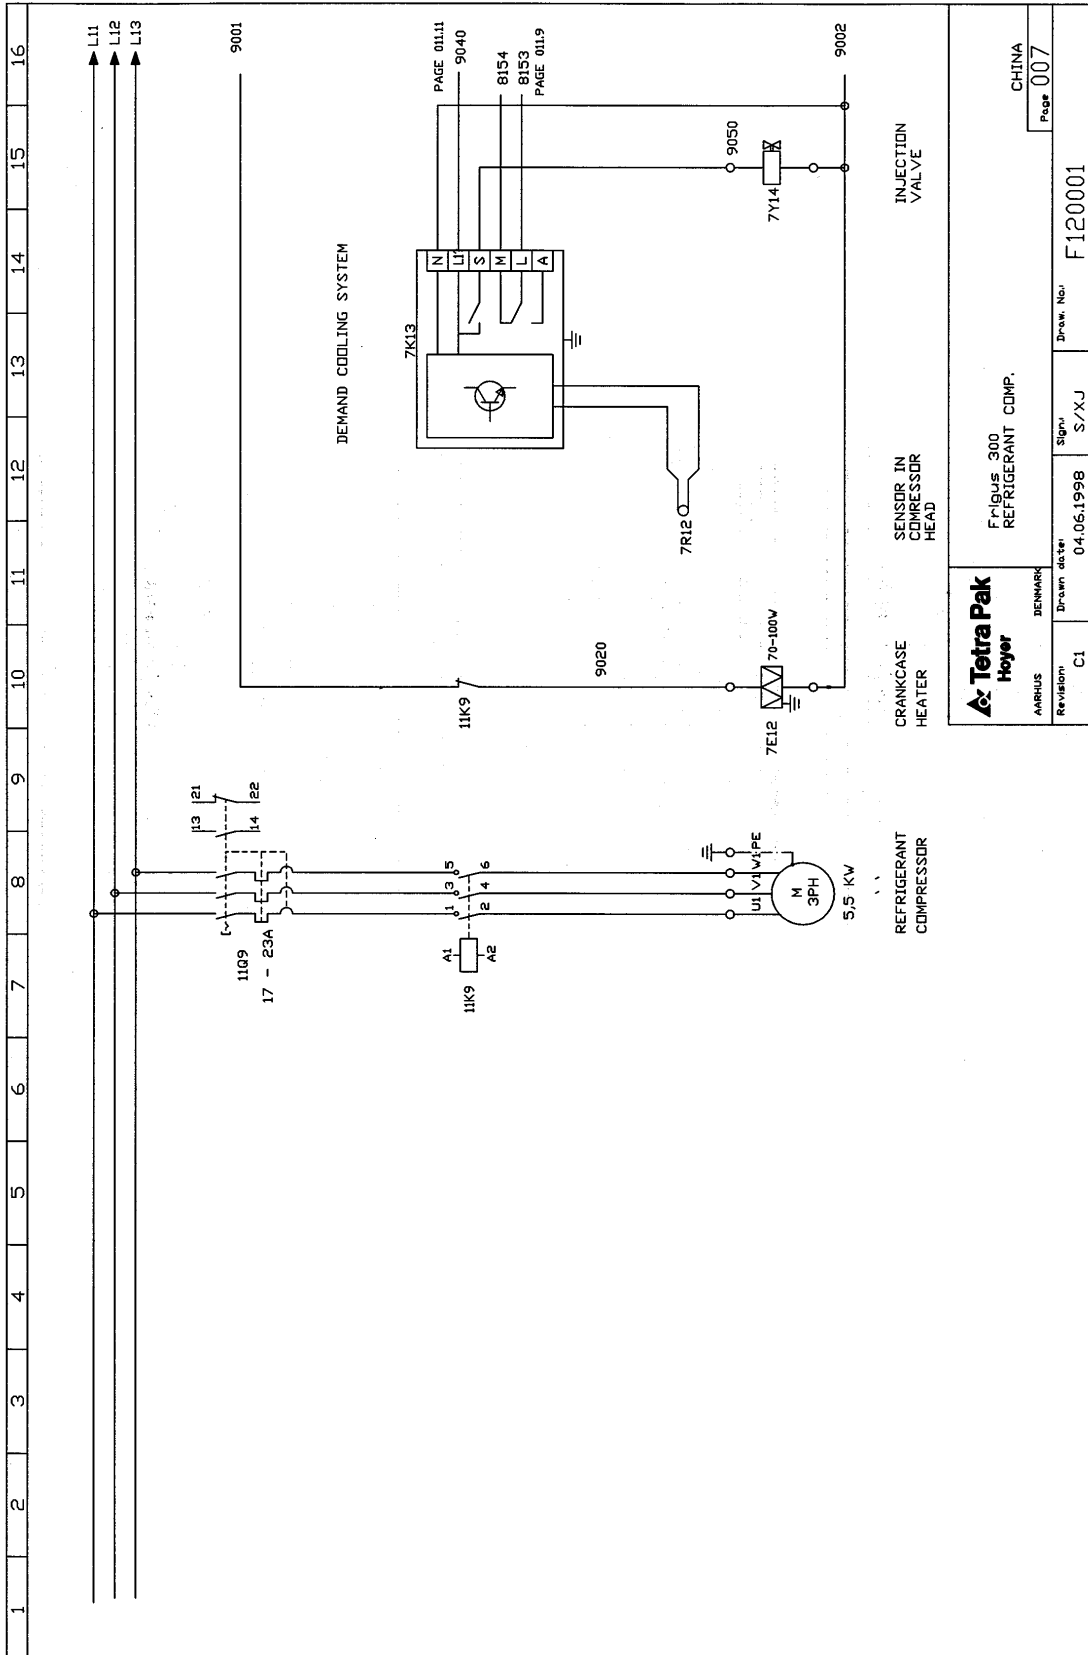 1 2 3 4 5 6 7 8 9 10 11 12 13 14 15 16
L11
L12
L13
9001
13
21
14
22
11Q9
17 - 23A
PAGE 011.11
9040
8154
8153
PAGE 011.9
DEMAND COOLING SYSTEM
7K13
N
L1'
S
M
L
A
A1
A2
11K9
1
3
5
2
4
6
11K9
9020
7R12
9050
U1
V1
W1
PE
M
3PH
5,5 KW
7E12
70-100W
7Y14
9002
REFRIGERANT
COMPRESSOR
CRANKCASE
HEATER
SENSOR IN
COMRESSOR
HEAD
INJECTION
VALVE
Tetra Pak
Hoyer
AARHUS DENMARK
Frigus 300
REFRIGERANT COMP.
CHINA
Page 007
Revision: C1
Drawn date: 04.06.1998
Sign.: S/XJ
Draw. No.: F120001